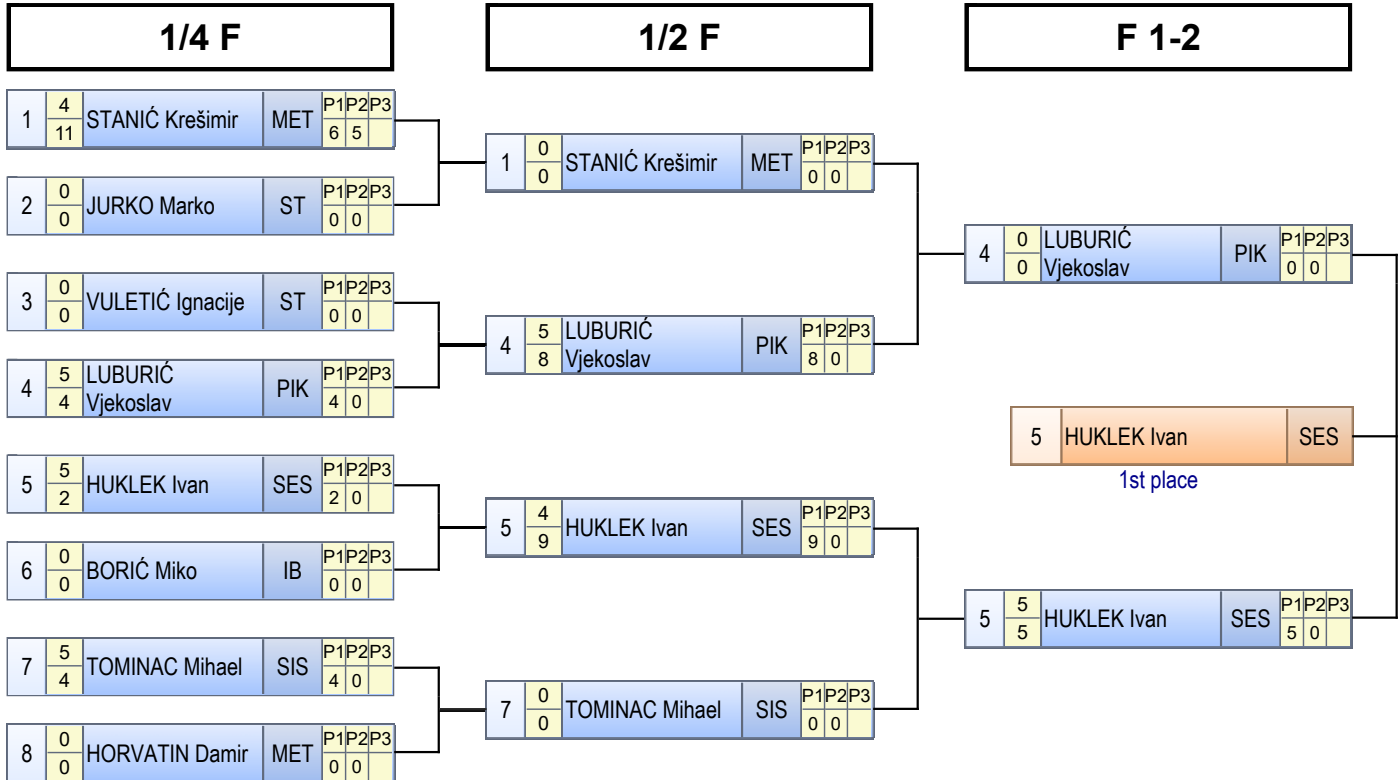 1/4 F
1/2 F
F 1-2
1 4 STANIĆ Krešimir MET P1 P2 P3
11 6 5
2 0 JURKO Marko ST P1 P2 P3
0 0 0
3 0 VULETIĆ Ignacije ST P1 P2 P3
0 0 0
4 5 LUBURIĆ PIK P1 P2 P3
4 Vjekoslav 4 0
5 5 HUKLEK Ivan SES P1 P2 P3
2 2 0
6 0 BORIĆ Miko IB P1 P2 P3
0 0 0
7 5 TOMINAC Mihael SIS P1 P2 P3
4 4 0
8 0 HORVATIN Damir MET P1 P2 P3
0 0 0
1 0 STANIĆ Krešimir MET P1 P2 P3
0 0 0
4 5 LUBURIĆ PIK P1 P2 P3
8 Vjekoslav 8 0
5 4 HUKLEK Ivan SES P1 P2 P3
9 9 0
7 0 TOMINAC Mihael SIS P1 P2 P3
0 0 0
4 0 LUBURIĆ PIK P1 P2 P3
0 Vjekoslav 0 0
5 HUKLEK Ivan SES
1st place
5 5 HUKLEK Ivan SES P1 P2 P3
5 5 0